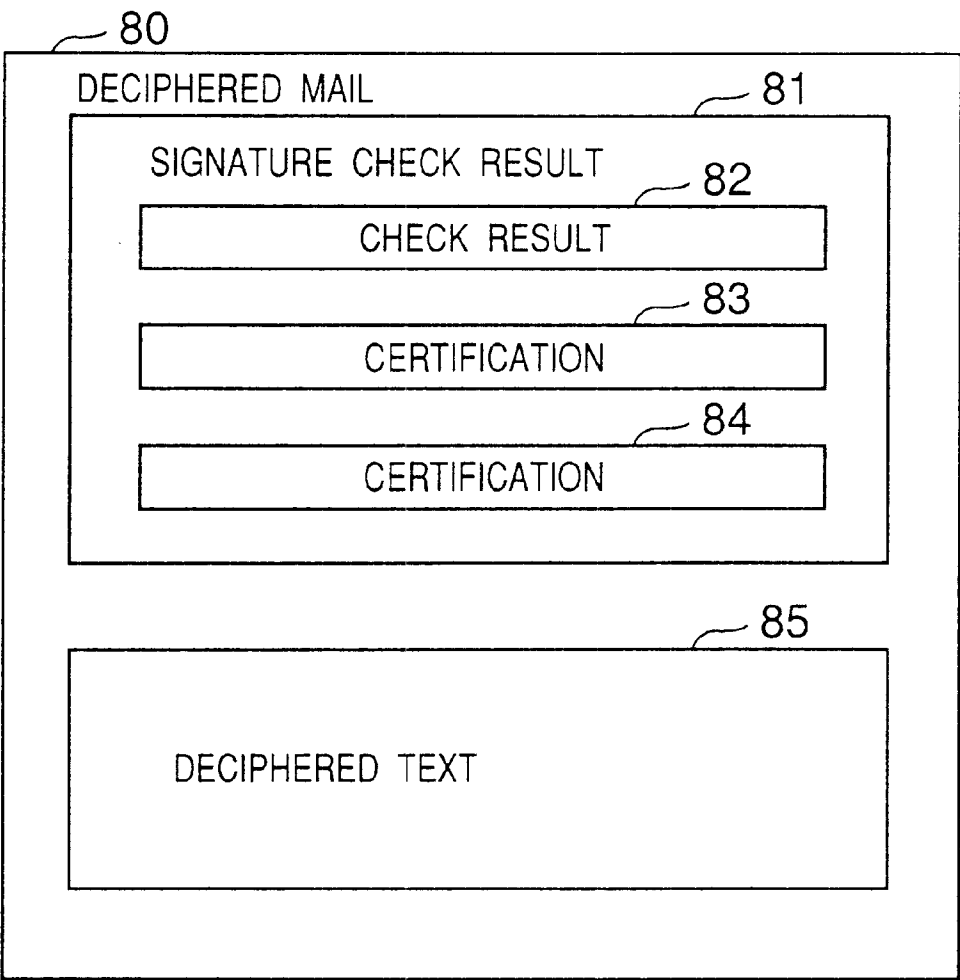 80
DECIPHERED MAIL
81
SIGNATURE CHECK RESULT
82
CHECK RESULT
83
CERTIFICATION
84
CERTIFICATION
85
DECIPHERED TEXT